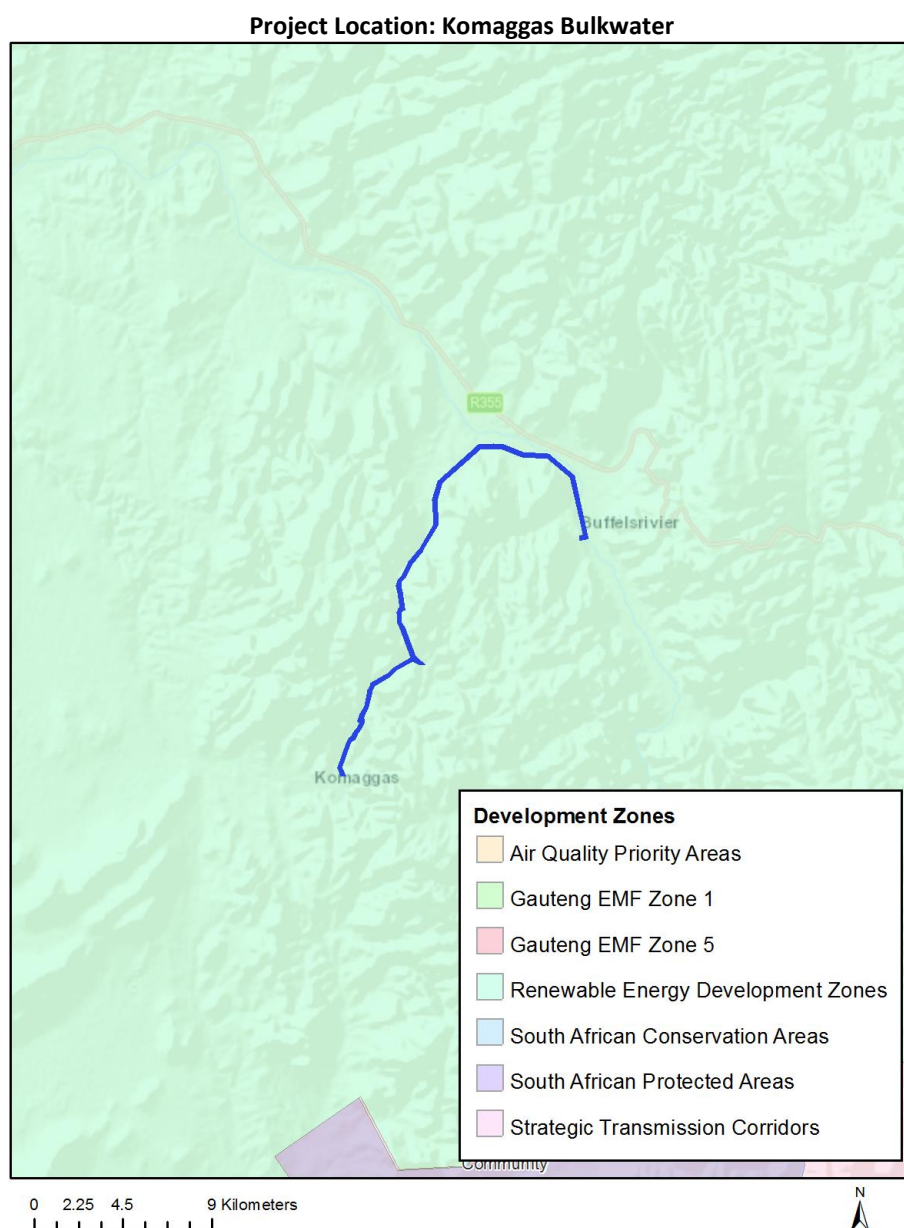 Project Location: Komaggas Bulkwater
R355
Buffelsrivier
Komaggas
Development Zones
Air Quality Priority Areas
Gauteng EMF Zone 1
Gauteng EMF Zone 5
Renewable Energy Development Zones
South African Conservation Areas
South African Protected Areas
Strategic Transmission Corridors
Community
0 2.25 4.5 9 Kilometers
N